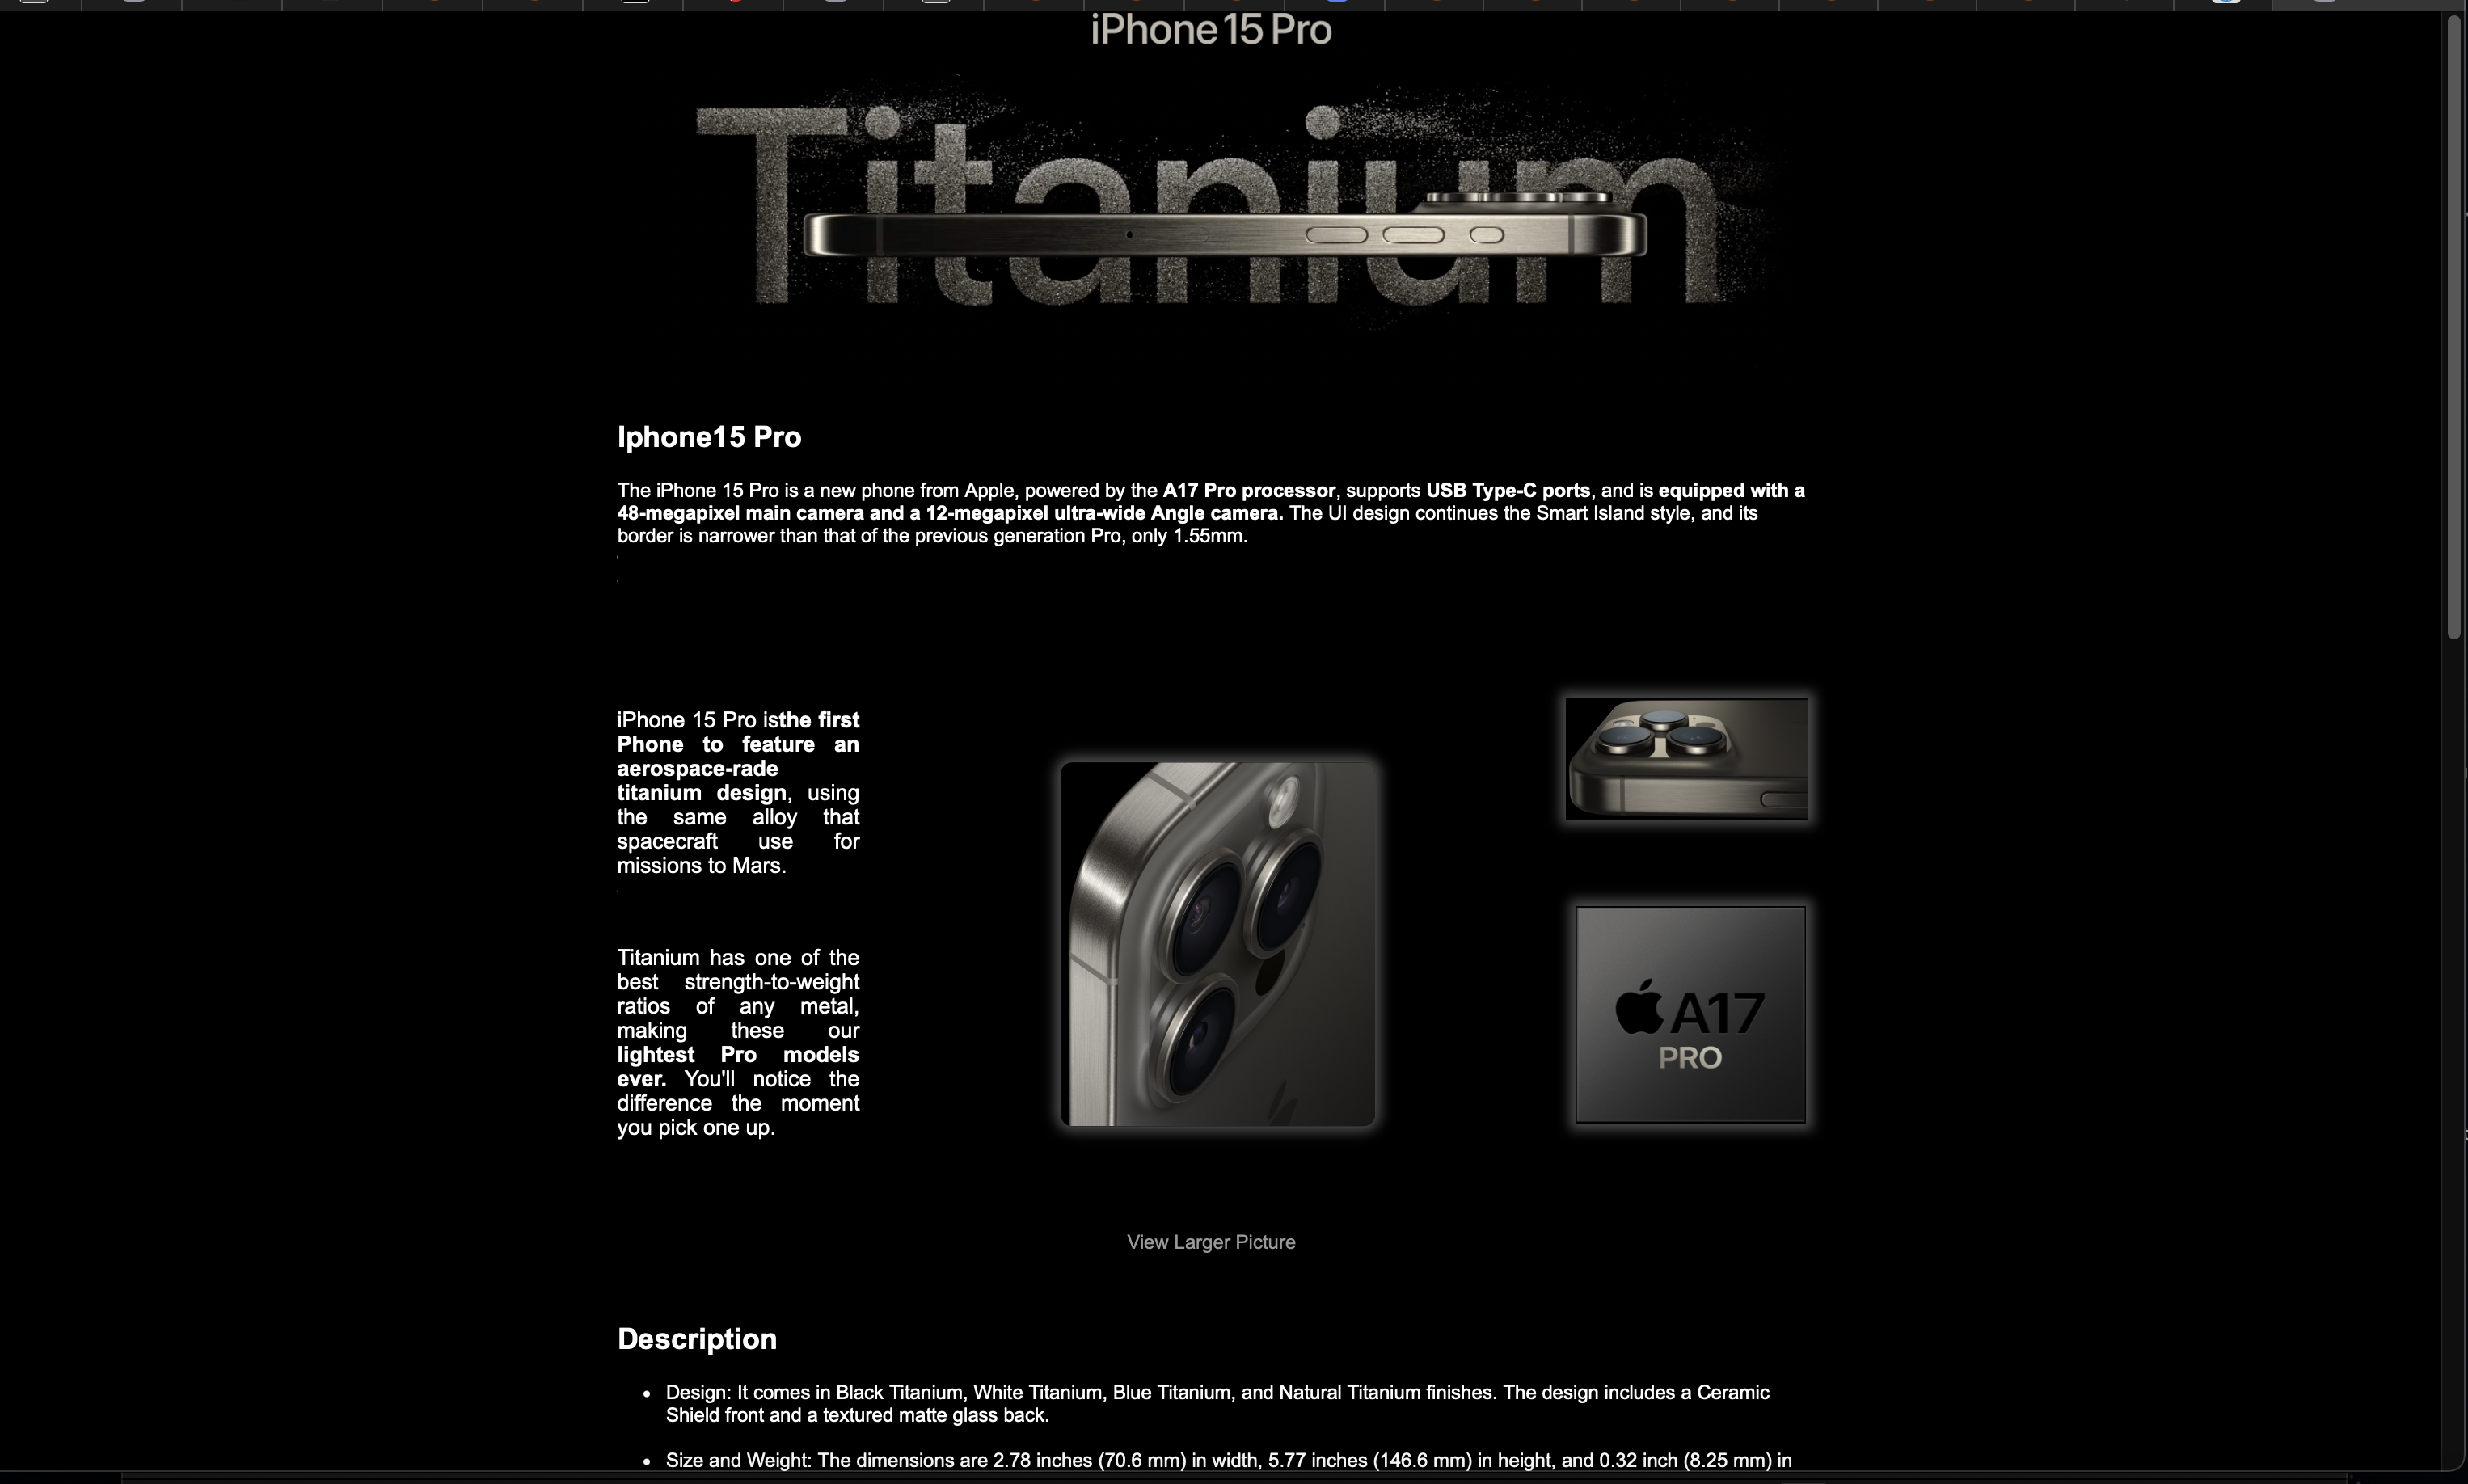 iPhone 15 Pro
Titanium
Iphone15 Pro
The iPhone 15 Pro is a new phone from Apple, powered by the A17 Pro processor, supports USB Type-C ports, and is equipped with a
48-megapixel main camera and a 12-megapixel ultra-wide Angle camera. The UI design continues the Smart Island style, and its
border is narrower than that of the previous generation Pro, only 1.55mm.
iPhone 15 Pro isthe first
Phone to feature an
aerospace-rade
titanium design, using
the same alloy that
spacecraft use for
missions to Mars.
Titanium has one of the
best strength-to-weight
ratios of any metal,
making these our
lightest Pro models
ever. You'll notice the
difference the moment
you pick one up.
A17
PRO
View Larger Picture
Description
• Design: It comes in Black Titanium, White Titanium, Blue Titanium, and Natural Titanium finishes. The design includes a Ceramic
Shield front and a textured matte glass back.
• Size and Weight: The dimensions are 2.78 inches (70.6 mm) in width, 5.77 inches (146.6 mm) in height, and 0.32 inch (8.25 mm) in